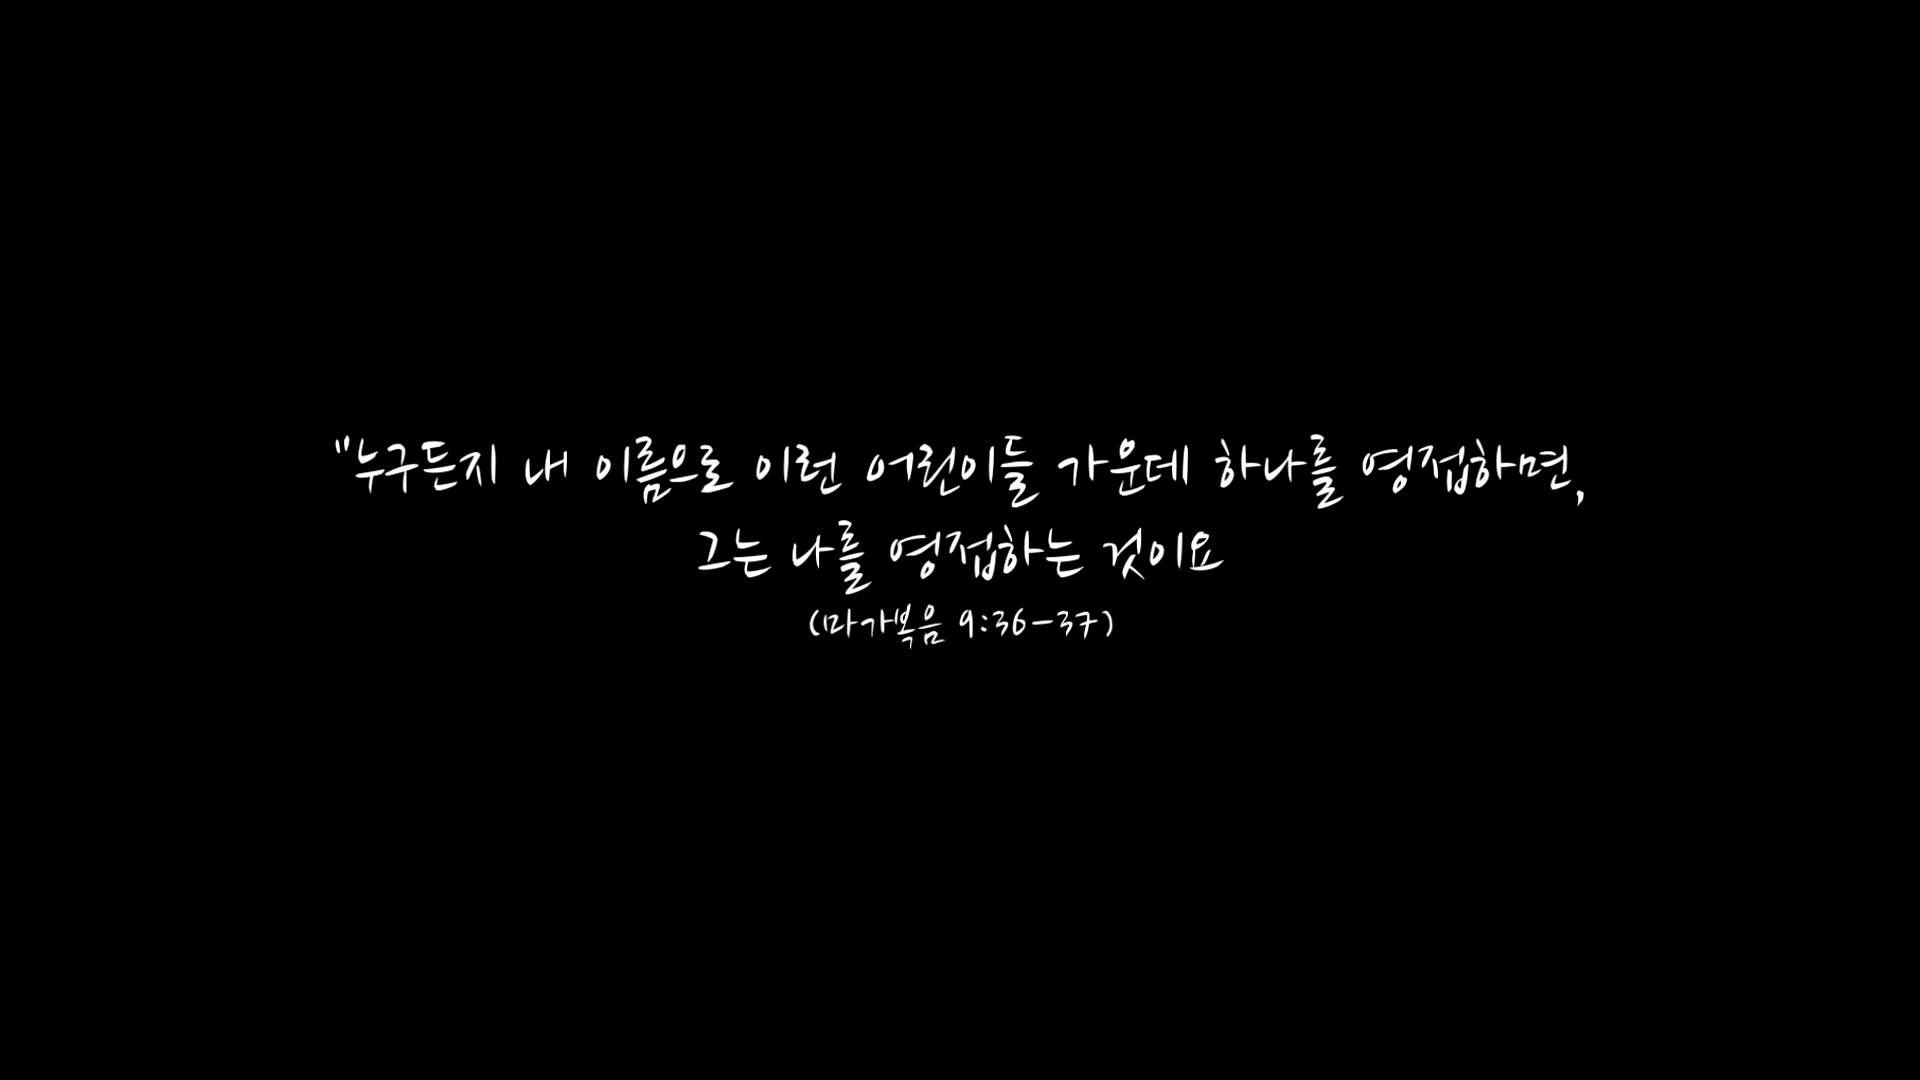 "누구든지 내 이름으로 이런 어린이들 가운데 하나를 영접하면,
그는 나를 영접하는 것이요
(마가복음 9:36-37)